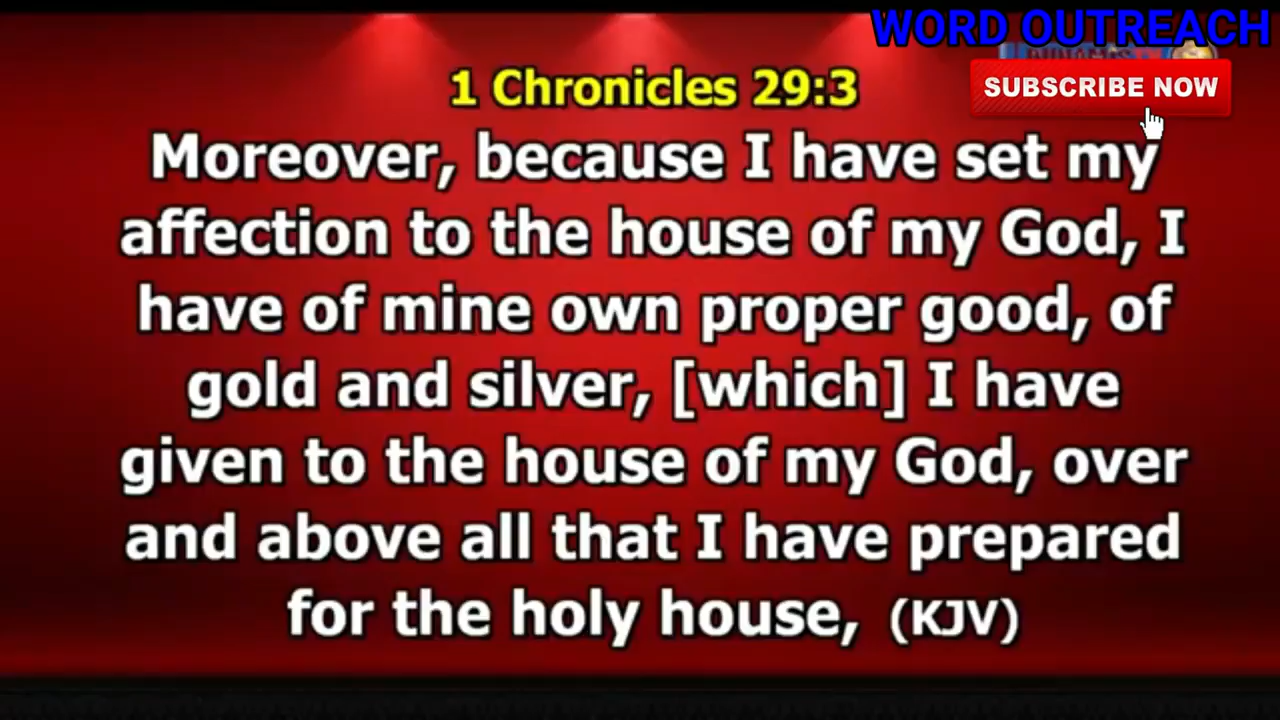 WORD OUTREACH
SUBSCRIBE NOW
1 Chronicles 29:3
Moreover, because I have set my
affection to the house of my God, I
have of mine own proper good, of
gold and silver, [which] I have
given to the house of my God, over
and above all that I have prepared
for the holy house, (KJV)